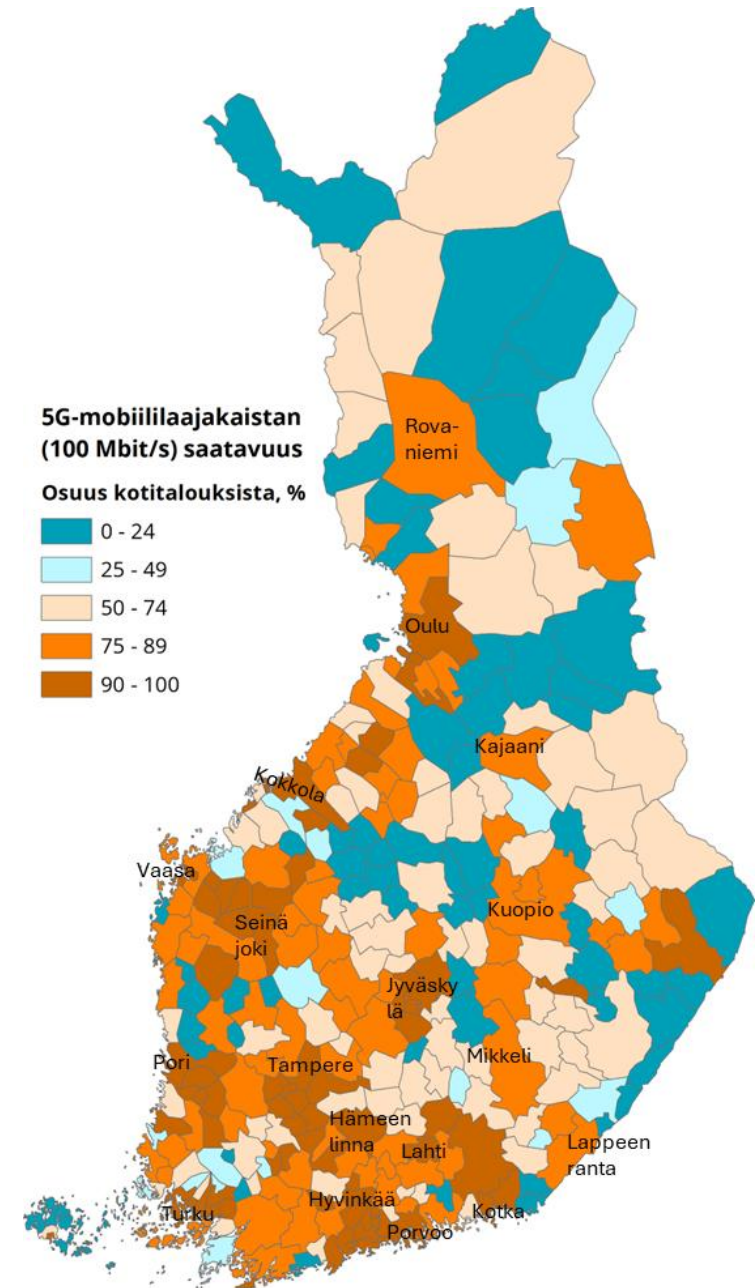 5G-mobiililaajakaistan
(100 Mbit/s) saatavuus
Osuus kotitalouksista, %
0 - 24
25 - 49
50 - 74
75 - 89
90 - 100
Rova-
niemi
Oulu
Kajaani
Kokkola
Vaasa
Kuopio
Seinä
joki
Jyväsky
lä
Mikkeli
Pori
Tampere
Hämeen
linna
Lahti
Lappeen
ranta
Hyvinkää
Turku
Kotka
Porvoo